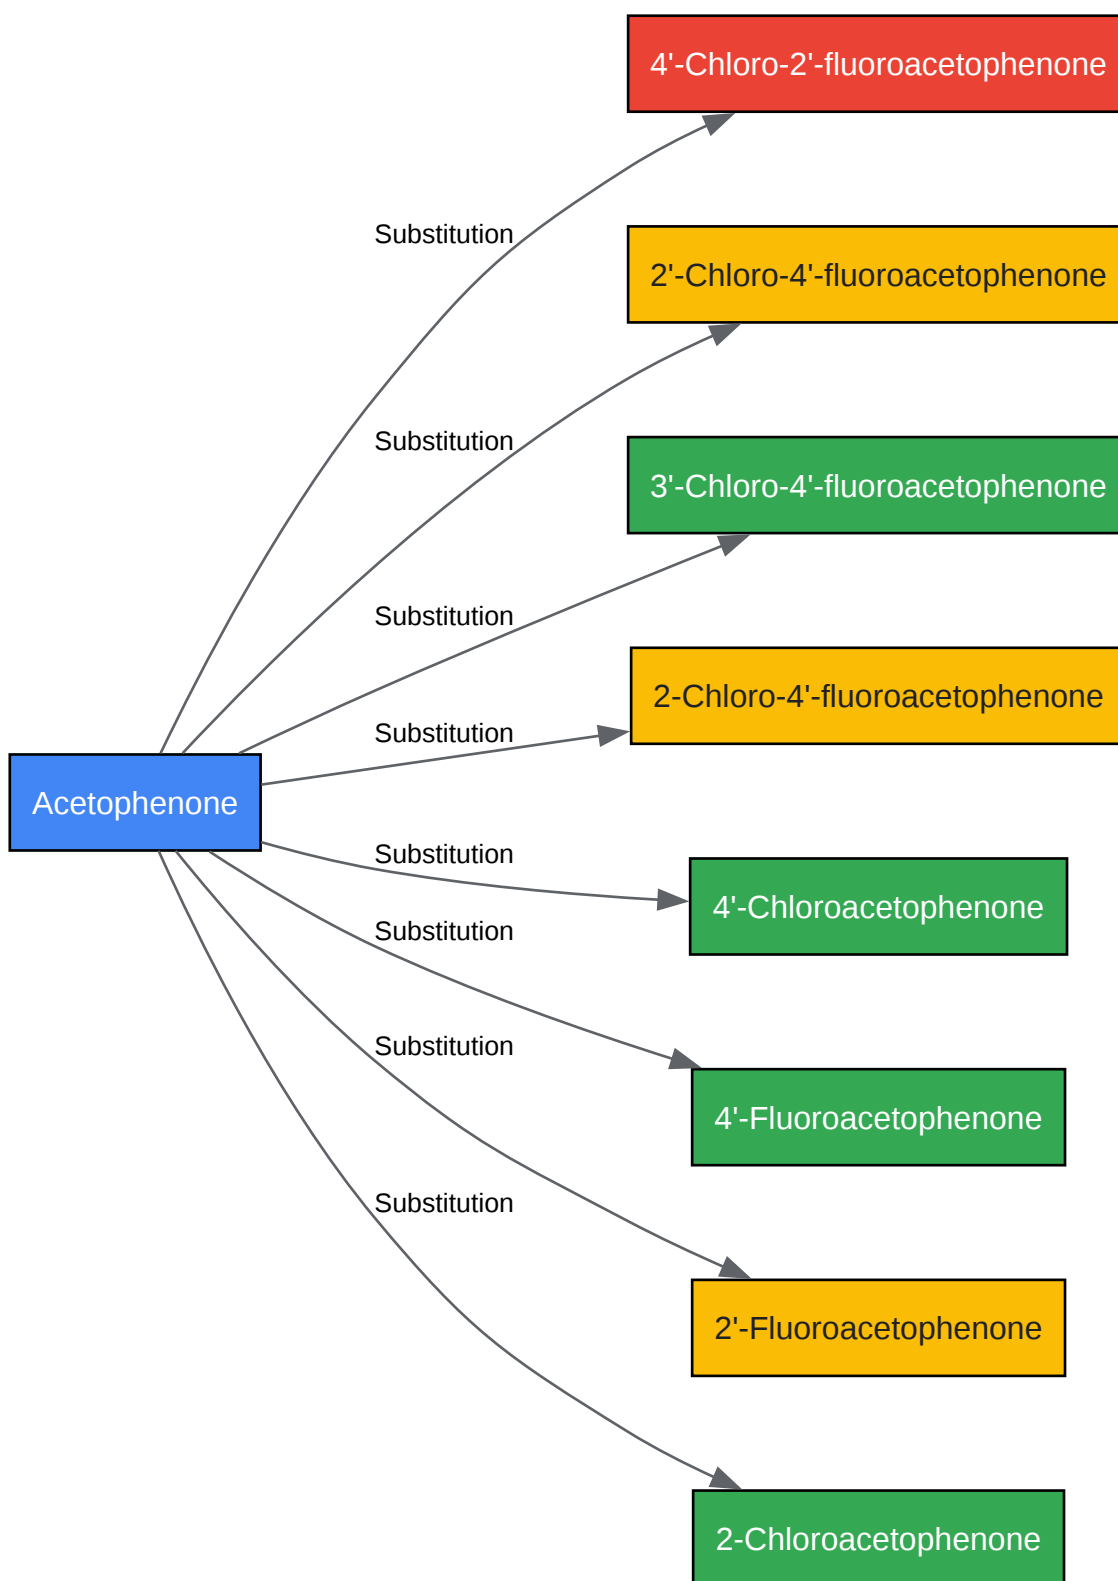 4'-Chloro-2'-fluoroacetophenone
Substitution
2'-Chloro-4'-fluoroacetophenone
Substitution
3'-Chloro-4'-fluoroacetophenone
Substitution
2-Chloro-4'-fluoroacetophenone
Substitution
Acetophenone
Substitution
4'-Chloroacetophenone
Substitution
4'-Fluoroacetophenone
Substitution
2'-Fluoroacetophenone
Substitution
2-Chloroacetophenone